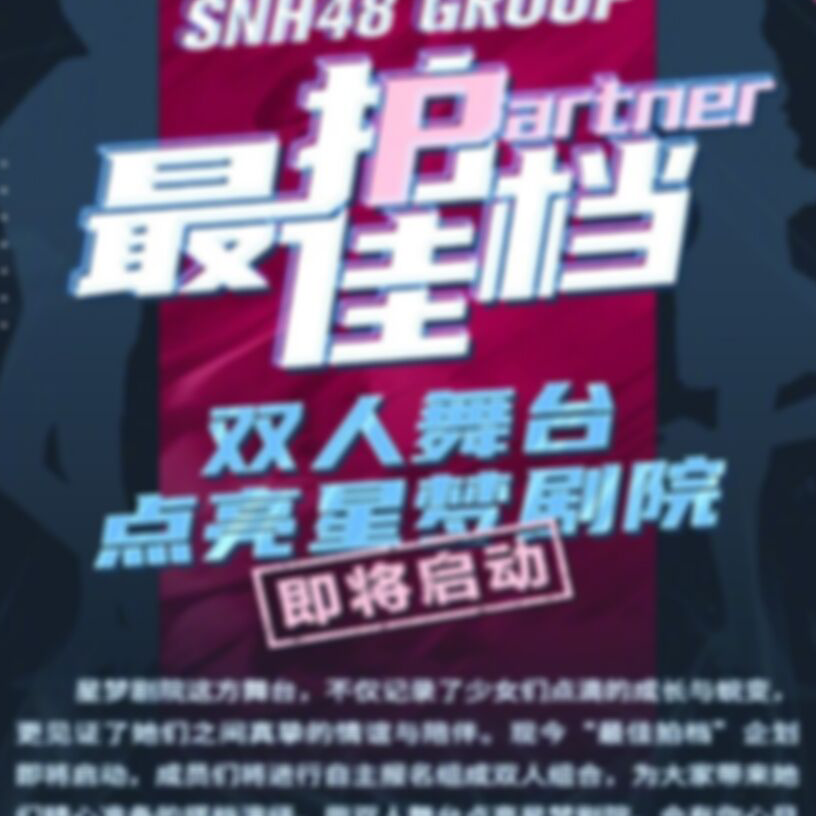 SNH48 GROUP
最佳拍档
Partner
双人舞台
点亮星梦剧院
即将启动
星梦剧院这方舞台，不仅记录了少女们点滴的成长与蜕变，
更见证了她们之间真挚的情谊与陪伴。现今“最佳拍档”企划
即将启动，成员们将进行自主报名组成双人组合，为大家带来她